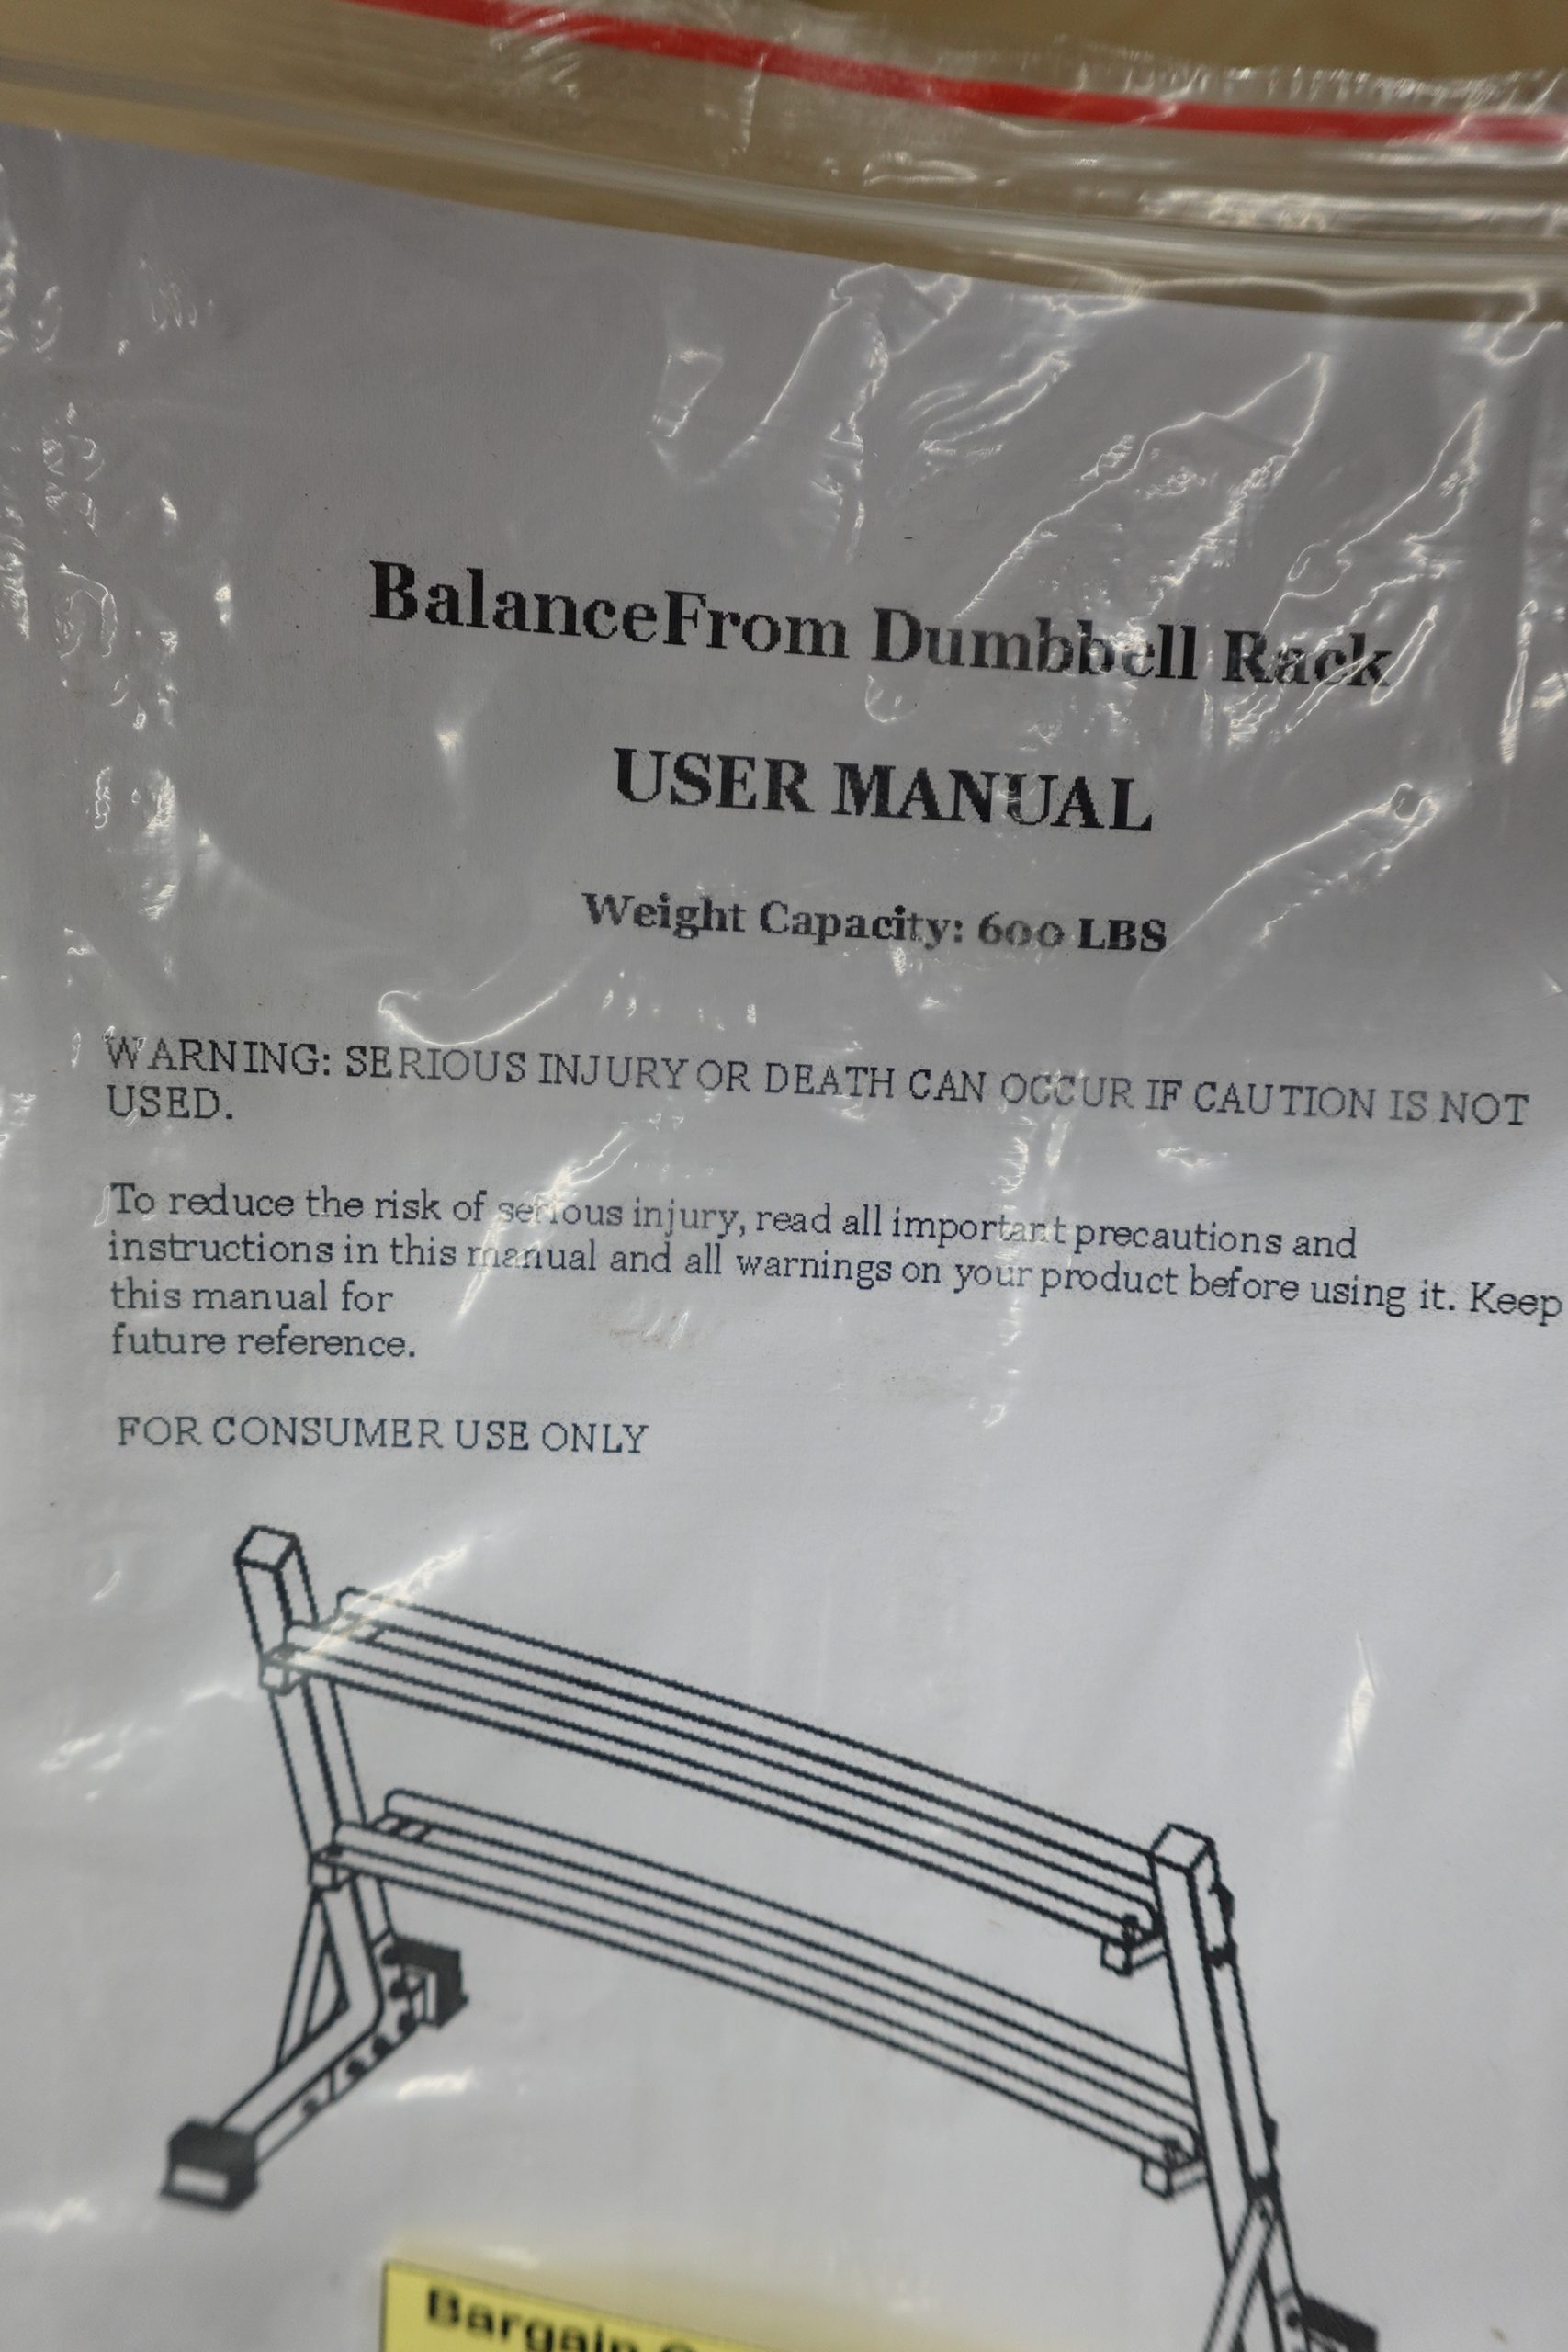 BalanceFrom Dumbbell Rack
USER MANUAL
Weight Capacity: 600 LBS
WARNING: SERIOUS INJURY OR DEATH CAN OCCUR IF CAUTION IS NOT
USED.
To reduce the risk of serious injury, read all important precautions and
instructions in this manual and all warnings on your product before using it. Keep
this manual for
future reference.
FOR CONSUMER USE ONLY
Bargain